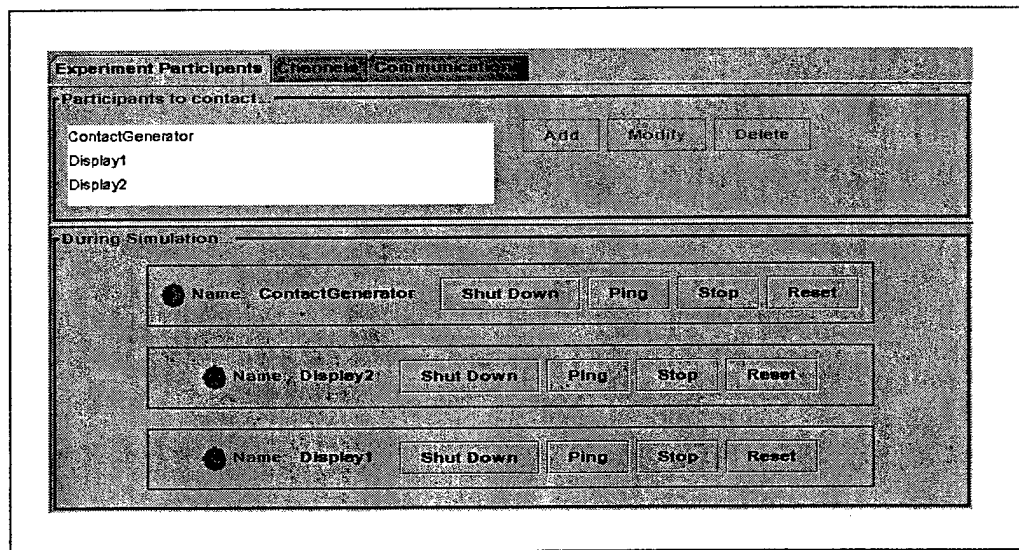 Experiment Participants Channels Communications
Participants to contact...
ContactGenerator
Display1
Display2
Add Modify Delete
During Simulation...
Name: ContactGenerator Shut Down Ping Stop Reset
Name: Display2 Shut Down Ping Stop Reset
Name: Display1 Shut Down Ping Stop Reset